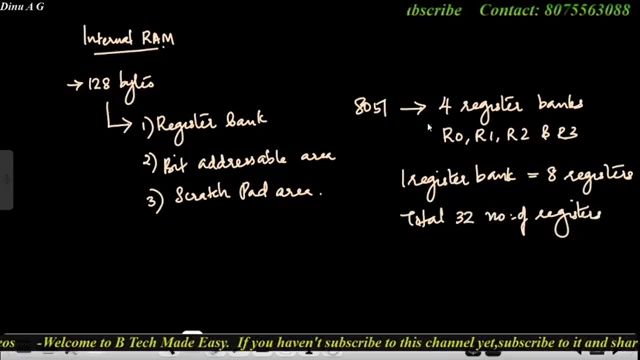 Dinu A G
ubscribe Contact: 8075563088
Internal RAM
→ 128 bytes
1) Register bank
2) Bit addressable area
3) Scratch Pad area.
8051 → 4 register banks
R0, R1, R2 & R3
1 register bank = 8 registers
Total 32 no. of registers
ros -Welcome to B Tech Made Easy. If you haven't subscribe to this channel yet,subscribe to it and shar